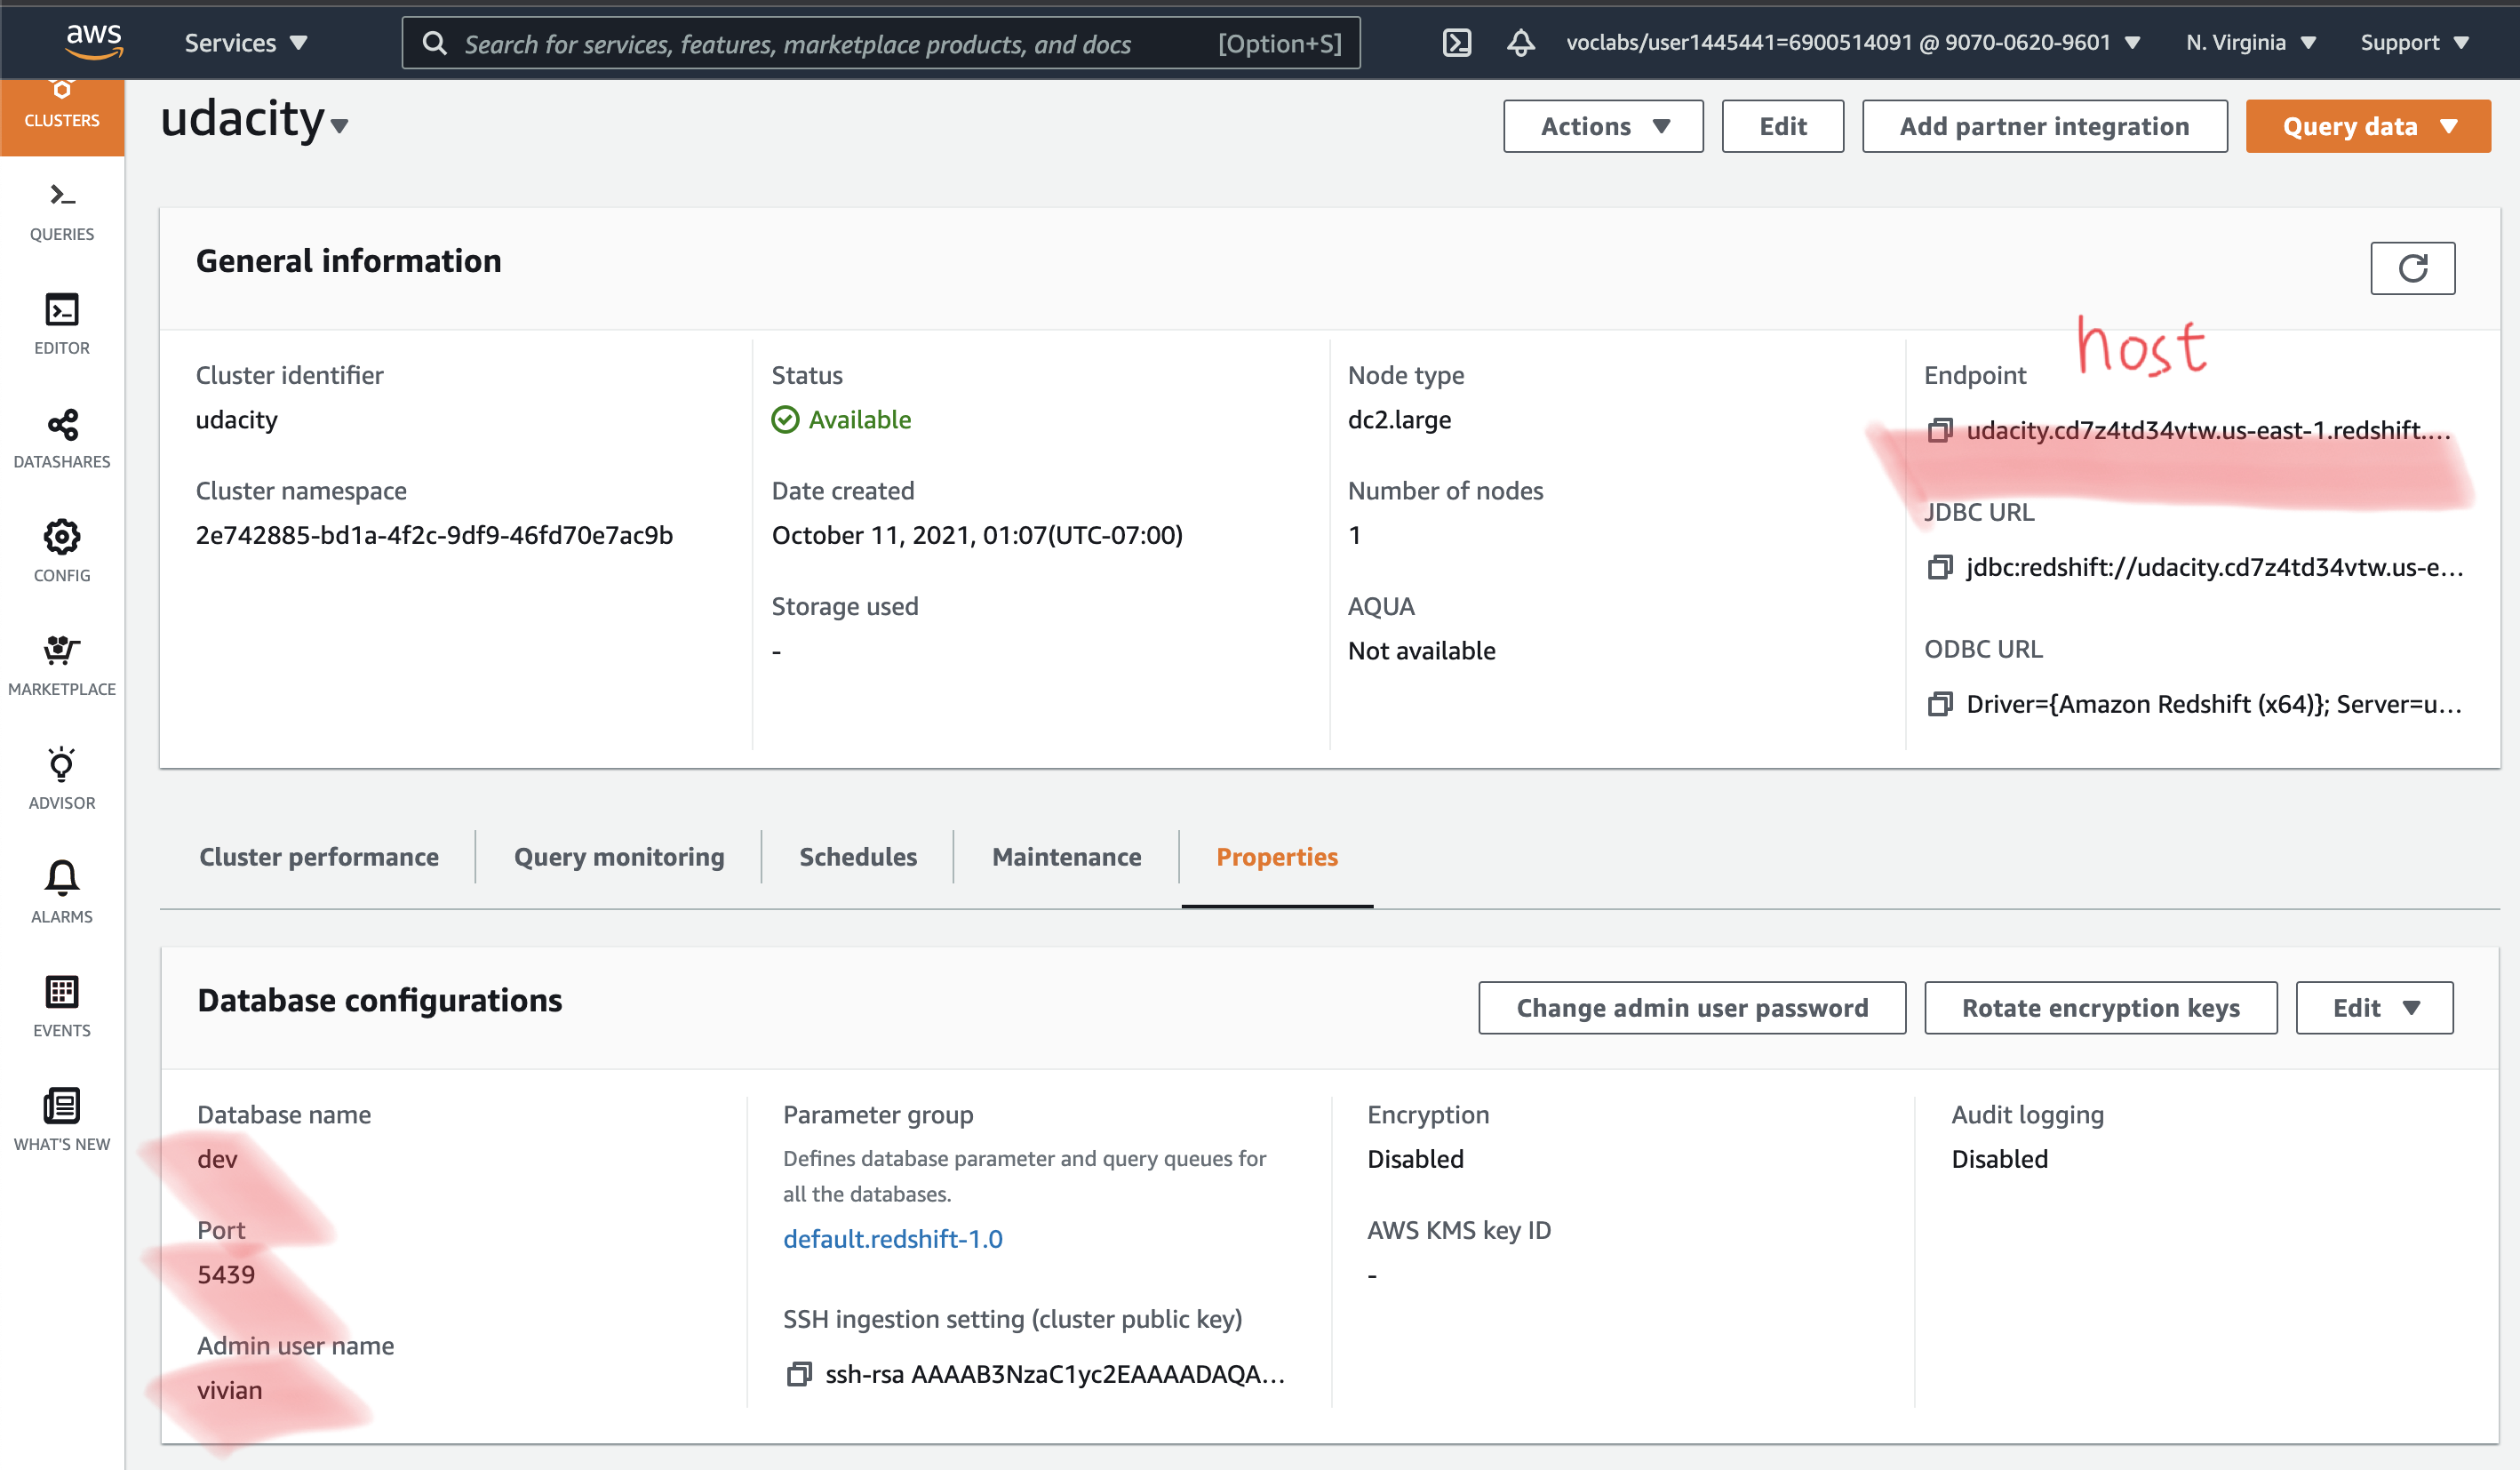 aws
Services
Search for services, features, marketplace products, and docs
[Option+S]
voclabs/user1445441=6900514091 @ 9070-0620-9601
N. Virginia
Support
CLUSTERS
QUERIES
EDITOR
DATASHARES
CONFIG
MARKETPLACE
ADVISOR
ALARMS
EVENTS
WHAT'S NEW
udacity
Actions
Edit
Add partner integration
Query data
General information
host
Cluster identifier
udacity
Cluster namespace
2e742885-bd1a-4f2c-9df9-46fd70e7ac9b
Status
Available
Date created
October 11, 2021, 01:07(UTC-07:00)
Storage used
-
Node type
dc2.large
Number of nodes
1
AQUA
Not available
Endpoint
udacity.cd7z4td34vtw.us-east-1.redshift....
JDBC URL
jdbc:redshift://udacity.cd7z4td34vtw.us-e...
ODBC URL
Driver={Amazon Redshift (x64)}; Server=u...
Cluster performance
Query monitoring
Schedules
Maintenance
Properties
Database configurations
Change admin user password
Rotate encryption keys
Edit
Database name
dev
Port
5439
Admin user name
vivian
Parameter group
Defines database parameter and query queues for
all the databases.
default.redshift-1.0
SSH ingestion setting (cluster public key)
ssh-rsa AAAAB3NzaC1yc2EAAAADAQA...
Encryption
Disabled
AWS KMS key ID
-
Audit logging
Disabled